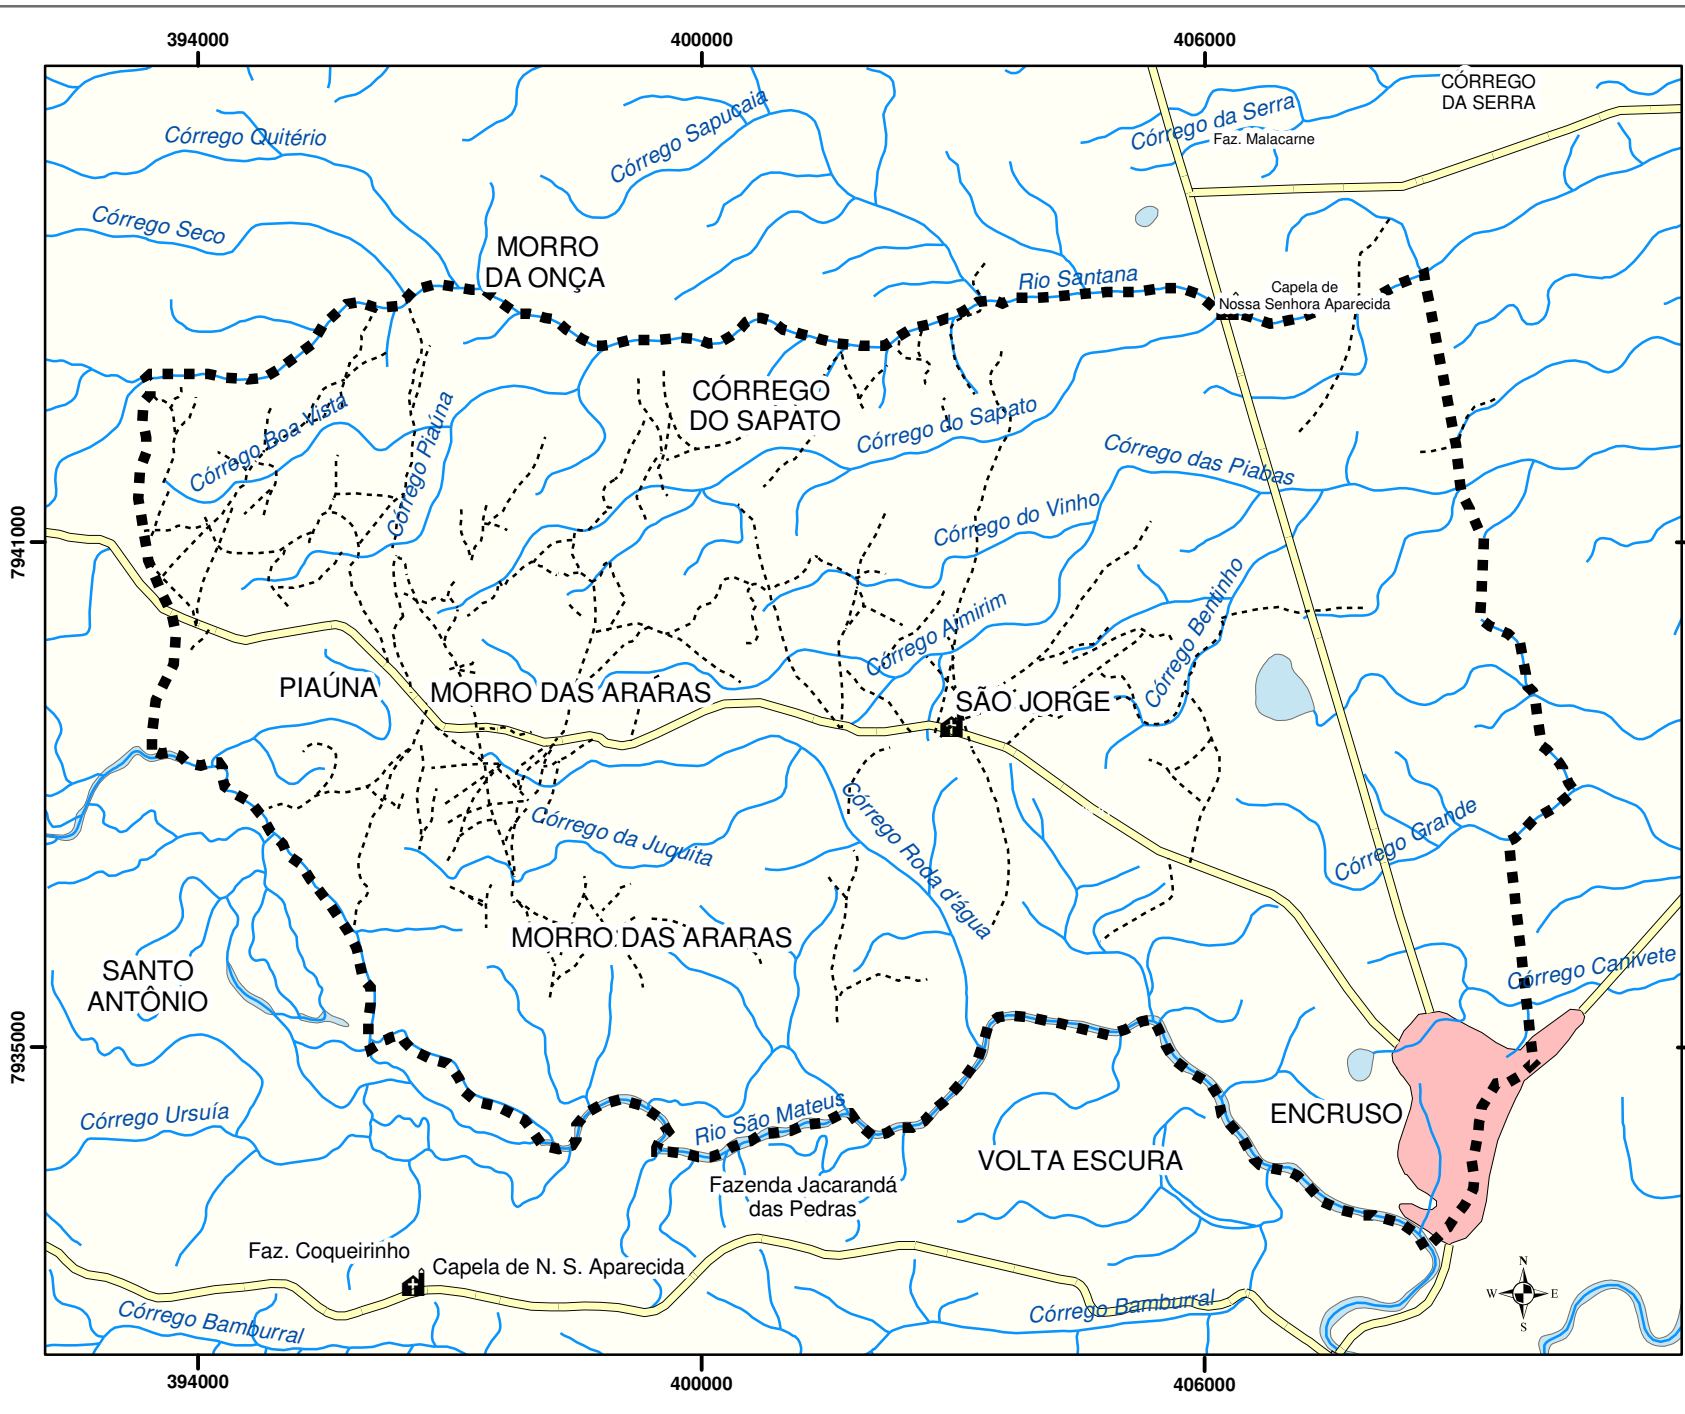 394000
400000
406000
CÓRREGO
DA SERRA
Córrego Quitério
Córrego Sapucaia
Córrego da Serra
Faz. Malacarne
Córrego Seco
MORRO
DA ONÇA
Rio Santana
Capela de
Nossa Senhora Aparecida
CÓRREGO
DO SAPATO
Córrego Boa Vista
Córrego Piaúna
Córrego do Sapato
Córrego das Piabas
7941000
Córrego do Vinho
Córrego Aimirim
Córrego Bentinho
PIAÚNA
MORRO DAS ARARAS
SÃO JORGE
Córrego da Juquita
Córrego Roda d'água
Córrego Grande
MORRO DAS ARARAS
SANTO
ANTÔNIO
Córrego Canivete
7935000
Córrego Ursuía
Rio São Mateus
ENCRUSO
VOLTA ESCURA
Fazenda Jacarandá
das Pedras
Faz. Coqueirinho
Capela de N. S. Aparecida
Córrego Bamburral
Córrego Bamburral
N
W
E
S
394000
400000
406000